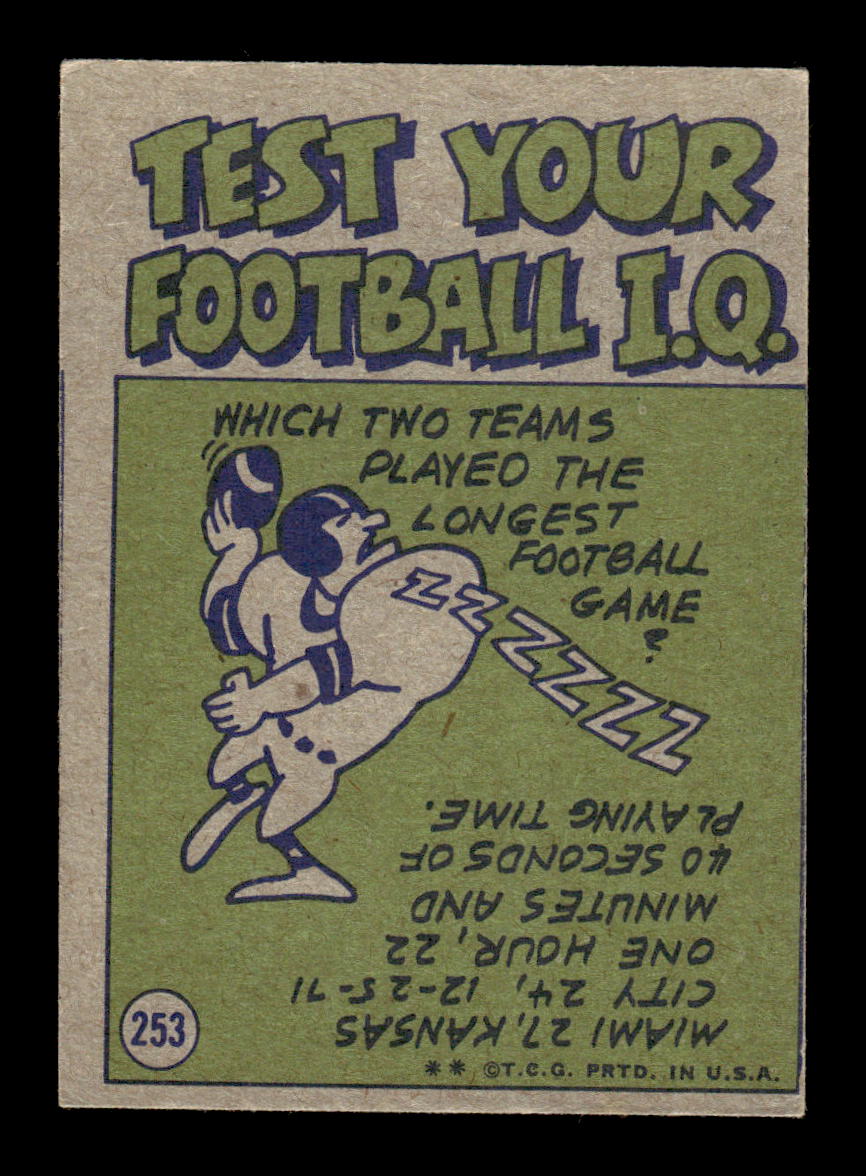 TEST YOUR
FOOTBALL I.Q.
WHICH TWO TEAMS
PLAYED THE
LONGEST
FOOTBALL
GAME
?
ZZZZZZZ
MIAMI 27, KANSAS
CITY 24, 12-25-71
ONE HOUR, 22
MINUTES AND
40 SECONDS OF
PLAYING TIME.
253
** ©T.C.G. PRTD. IN U.S.A.